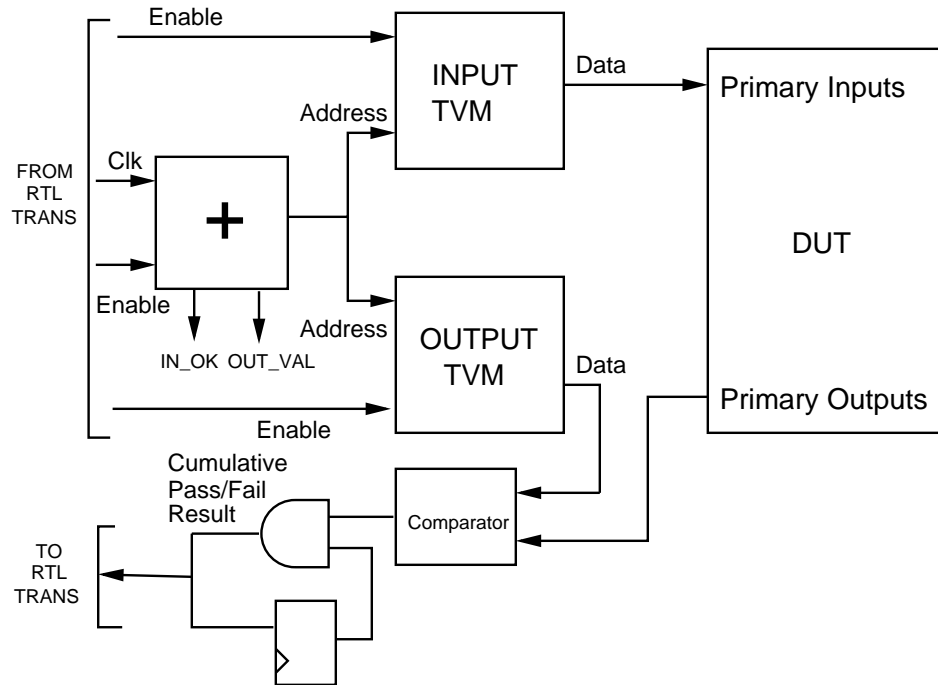 Enable
INPUT
TVM
Data
Primary Inputs
Address
Clk
FROM
RTL
TRANS
+
DUT
Enable
Address
IN_OK OUT_VAL
OUTPUT
TVM
Data
Primary Outputs
Enable
Cumulative
Pass/Fail
Result
Comparator
TO
RTL
TRANS